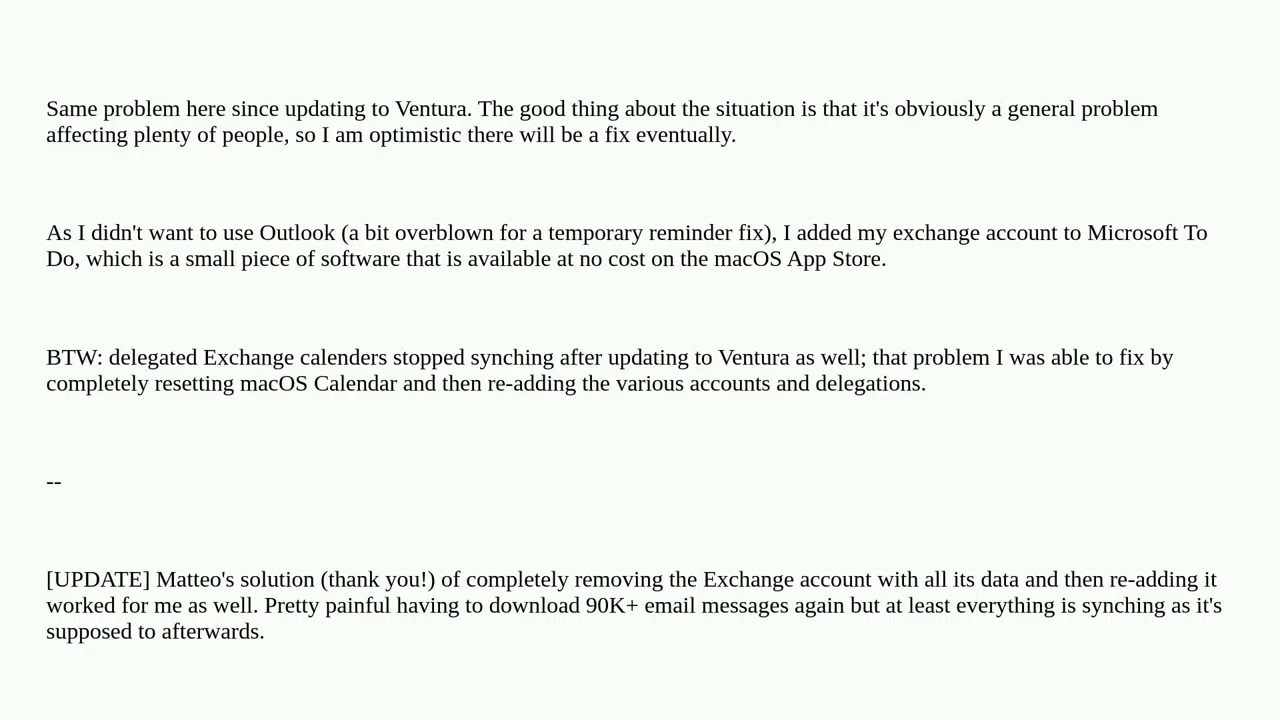 Same problem here since updating to Ventura. The good thing about the situation is that it's obviously a general problem
affecting plenty of people, so I am optimistic there will be a fix eventually.
As I didn't want to use Outlook (a bit overblown for a temporary reminder fix), I added my exchange account to Microsoft To
Do, which is a small piece of software that is available at no cost on the macOS App Store.
BTW: delegated Exchange calenders stopped synching after updating to Ventura as well; that problem I was able to fix by
completely resetting macOS Calendar and then re-adding the various accounts and delegations.
--
[UPDATE] Matteo's solution (thank you!) of completely removing the Exchange account with all its data and then re-adding it
worked for me as well. Pretty painful having to download 90K+ email messages again but at least everything is synching as it's
supposed to afterwards.